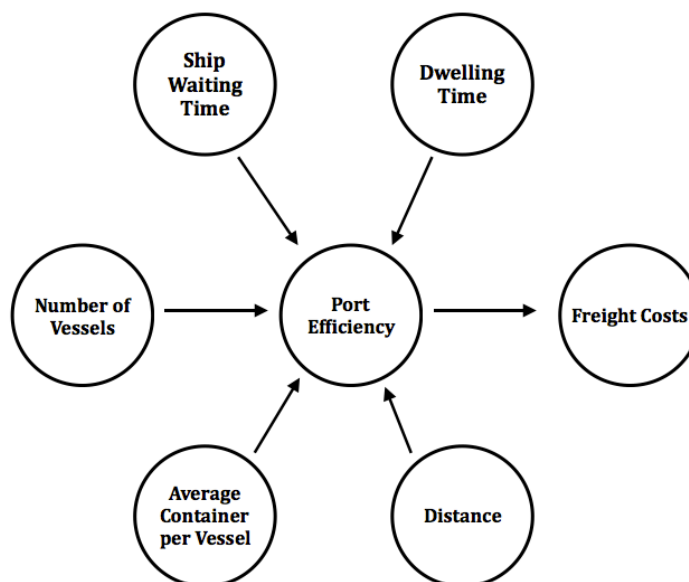 Ship
Waiting
Time
Dwelling
Time
Number of
Vessels
Port
Efficiency
Freight Costs
Average
Container
per Vessel
Distance